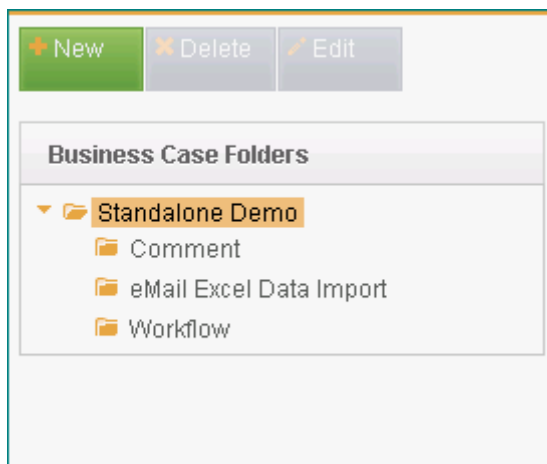 New Delete Edit
Business Case Folders
Standalone Demo
Comment
eMail Excel Data Import
Workflow